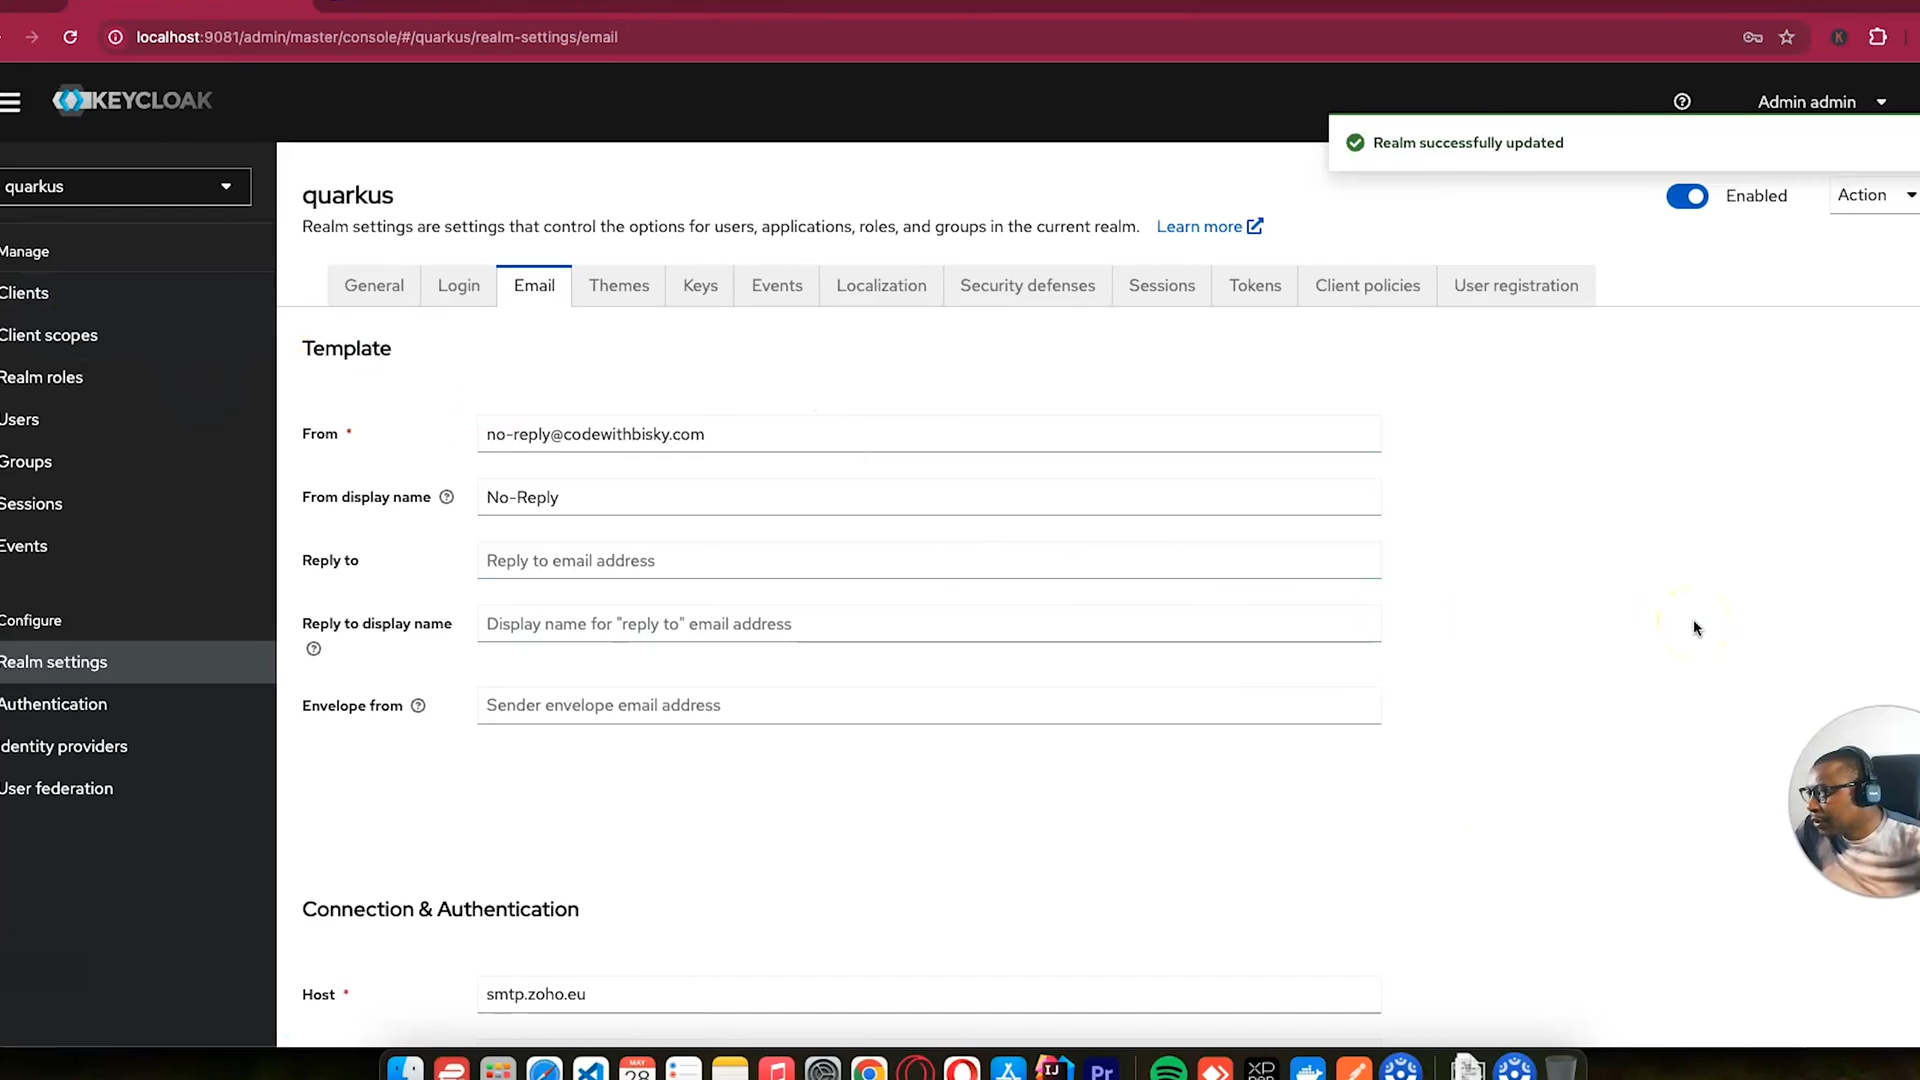 localhost:9081/admin/master/console/#/quarkus/realm-settings/email
K
KEYCLOAK
Admin admin
Realm successfully updated
quarkus
quarkus
Enabled
Action
Realm settings are settings that control the options for users, applications, roles, and groups in the current realm. Learn more
Manage
Clients
Client scopes
Realm roles
Users
Groups
Sessions
Events
Configure
Realm settings
Authentication
Identity providers
User federation
General
Login
Email
Themes
Keys
Events
Localization
Security defenses
Sessions
Tokens
Client policies
User registration
Template
From *
no-reply@codewithbisky.com
From display name
No-Reply
Reply to
Reply to email address
Reply to display name
Display name for "reply to" email address
Envelope from
Sender envelope email address
Connection & Authentication
Host *
smtp.zoho.eu
MAY
28
IJ
Pr
XP